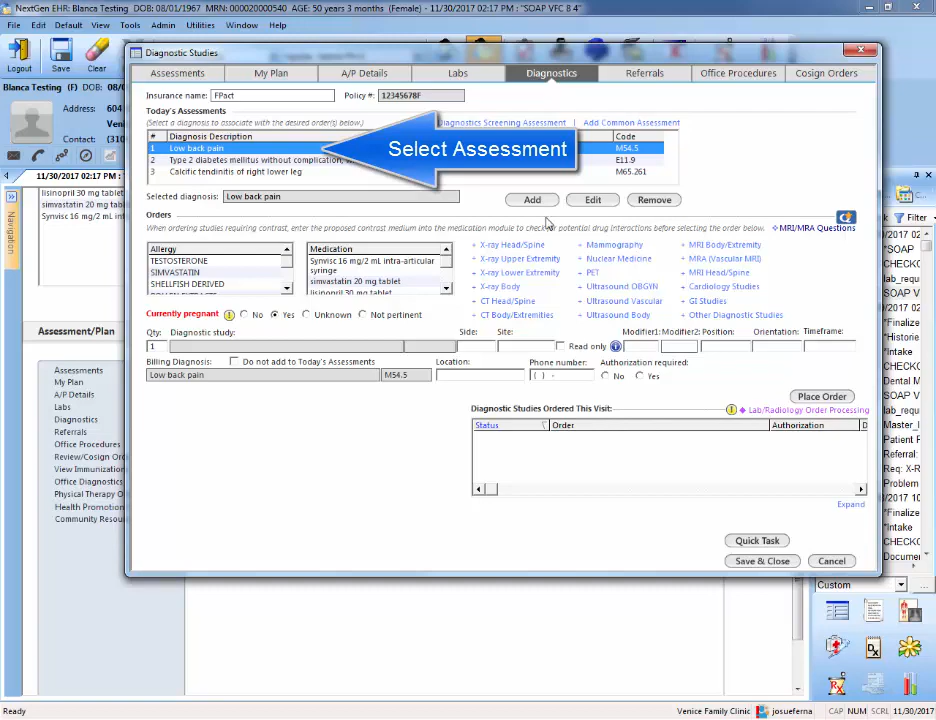 NextGen EHR: Blanca Testing DOB: 08/01/1967 MRN: 000020000540 AGE: 50 years 3 months (Female) - 11/30/2017 02:17 PM : "SOAP VFC 8 4"
File Edit Default View Tools Admin Utilities Window Help
Logout Save Clear
Blanca Testing (F) DOB: 08/
Address: 604
Veni
Contact: (310
11/30/2017 02:17 PM :
Navigation
lisinopril 30 mg tablet
simvastatin 20 mg tablet
Synvisc 16 mg/2 mL int
Assessment/Plan
Assessments
My Plan
A/P Details
Labs
Diagnostics
Referrals
Office Procedures
Review/Cosign Ord
View Immunization
Office Diagnostics
Physical Therapy O
Health Promotion
Community Resou
Diagnostic Studies
Assessments My Plan A/P Details Labs Diagnostics Referrals Office Procedures Cosign Orders
Insurance name: FPact Policy #: 12345678F
Today's Assessments
(Select a diagnosis to associate with the desired order(s) below.) Diagnostics Screening Assessment Add Common Assessment
# Diagnosis Description Code
1 Low back pain M54.5
2 Type 2 diabetes mellitus without complication, E11.9
3 Calcific tendinitis of right lower leg M65.261
Select Assessment
Selected diagnosis: Low back pain Add Edit Remove
Orders
When ordering studies requiring contrast, enter the proposed contrast medium into the medication module to check for potential drug interactions before selecting the order below. MRI/MRA Questions
Allergy
TESTOSTERONE
SIMVASTATIN
SHELLFISH DERIVED
Medication
Synvisc 16 mg/2 mL intra-articular
syringe
simvastatin 20 mg tablet
lisinopril 30 mg tablet
+ X-ray Head/Spine + Mammography + MRI Body/Extremity
+ X-ray Upper Extremity + Nuclear Medicine + MRA (Vascular MRI)
+ X-ray Lower Extremity + PET + MRI Head/Spine
+ X-ray Body + Ultrasound OBGYN + Cardiology Studies
+ CT Head/Spine + Ultrasound Vascular + GI Studies
+ CT Body/Extremities + Ultrasound Body + Other Diagnostic Studies
Currently pregnant No Yes Unknown Not pertinent
Qty: Diagnostic study: Side: Site: Modifier1: Modifier2: Position: Orientation: Timeframe:
1 Read only
Billing Diagnosis: Do not add to Today's Assessments Location: Phone number: Authorization required:
Low back pain M54.5 ( ) - No Yes
Place Order
Diagnostic Studies Ordered This Visit: Lab/Radiology Order Processing
Status Order Authorization D
Expand
Quick Task
Save & Close Cancel
Filter
17 02
*SOAP
CHECKO
lab_requ
2017 02
*Finalize
*Historie
*Intake
CHECKO
Dental M
SOAP V
lab_requ
Master_I
Patient P
Referral:
Req: X-R
Problem
2017 10
*Finalize
*Intake
CHECKO
Docume
Custom
Ready Venice Family Clinic josueferna CAP NUM SCRL 11/30/2017